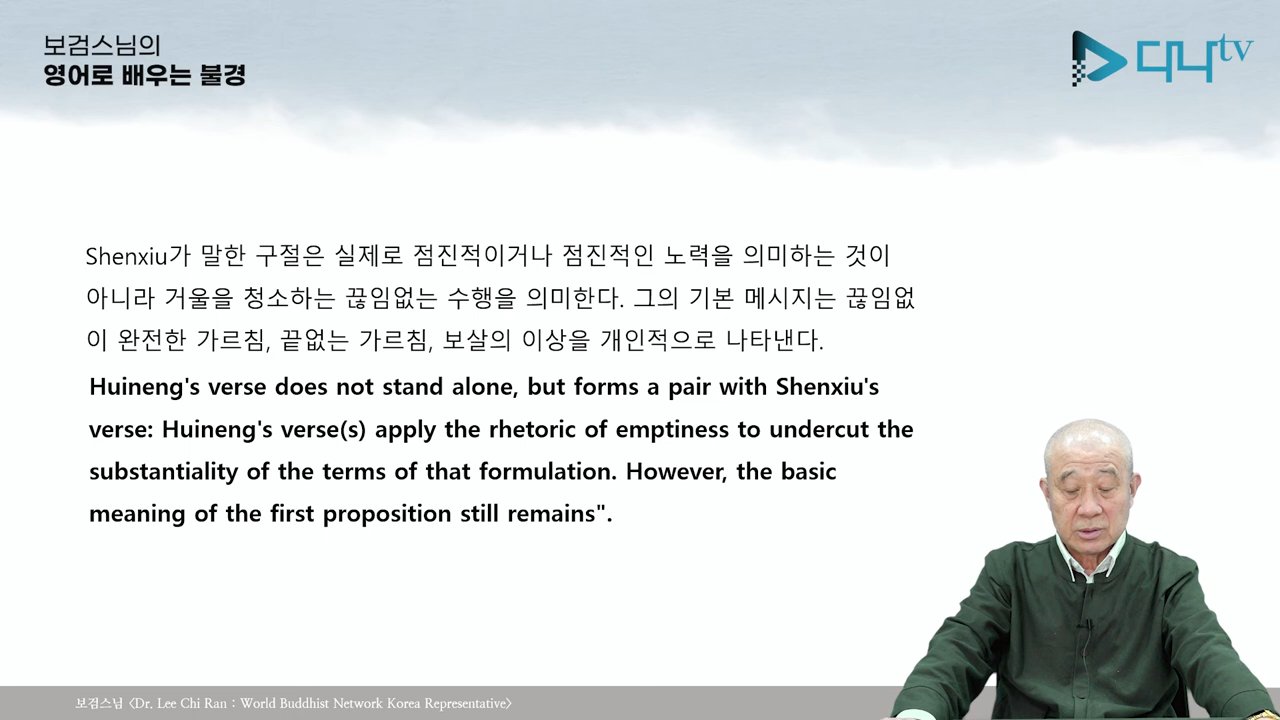 보검스님의
영어로 배우는 불경
디나tv
Shenxiu가 말한 구절은 실제로 점진적이거나 점진적인 노력을 의미하는 것이
아니라 거울을 청소하는 끊임없는 수행을 의미한다. 그의 기본 메시지는 끊임없
이 완전한 가르침, 끝없는 가르침, 보살의 이상을 개인적으로 나타낸다.
Huineng's verse does not stand alone, but forms a pair with Shenxiu's
verse: Huineng's verse(s) apply the rhetoric of emptiness to undercut the
substantiality of the terms of that formulation. However, the basic
meaning of the first proposition still remains".
보검스님 <Dr. Lee Chi Ran : World Buddhist Network Korea Representative>